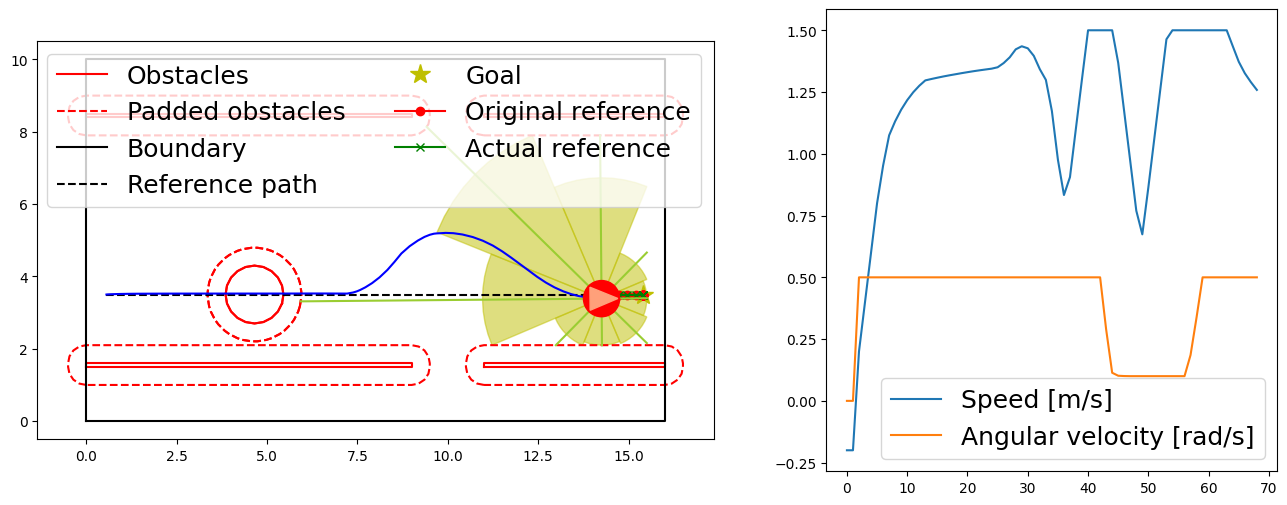 Obstacles
Padded obstacles
Boundary
Reference path
Goal
Original reference
Actual reference
10
8
6
4
2
0
0.0 2.5 5.0 7.5 10.0 12.5 15.0
1.50
1.25
1.00
0.75
0.50
0.25
0.00
−0.25
Speed [m/s]
Angular velocity [rad/s]
0 10 20 30 40 50 60 70